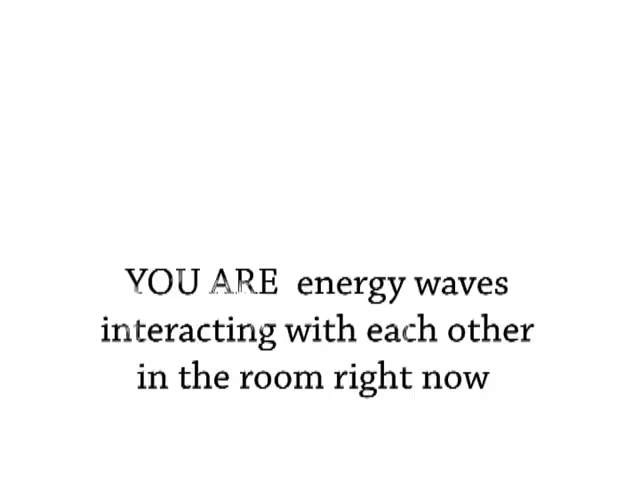 YOU ARE energy waves
interacting with each other
in the room right now